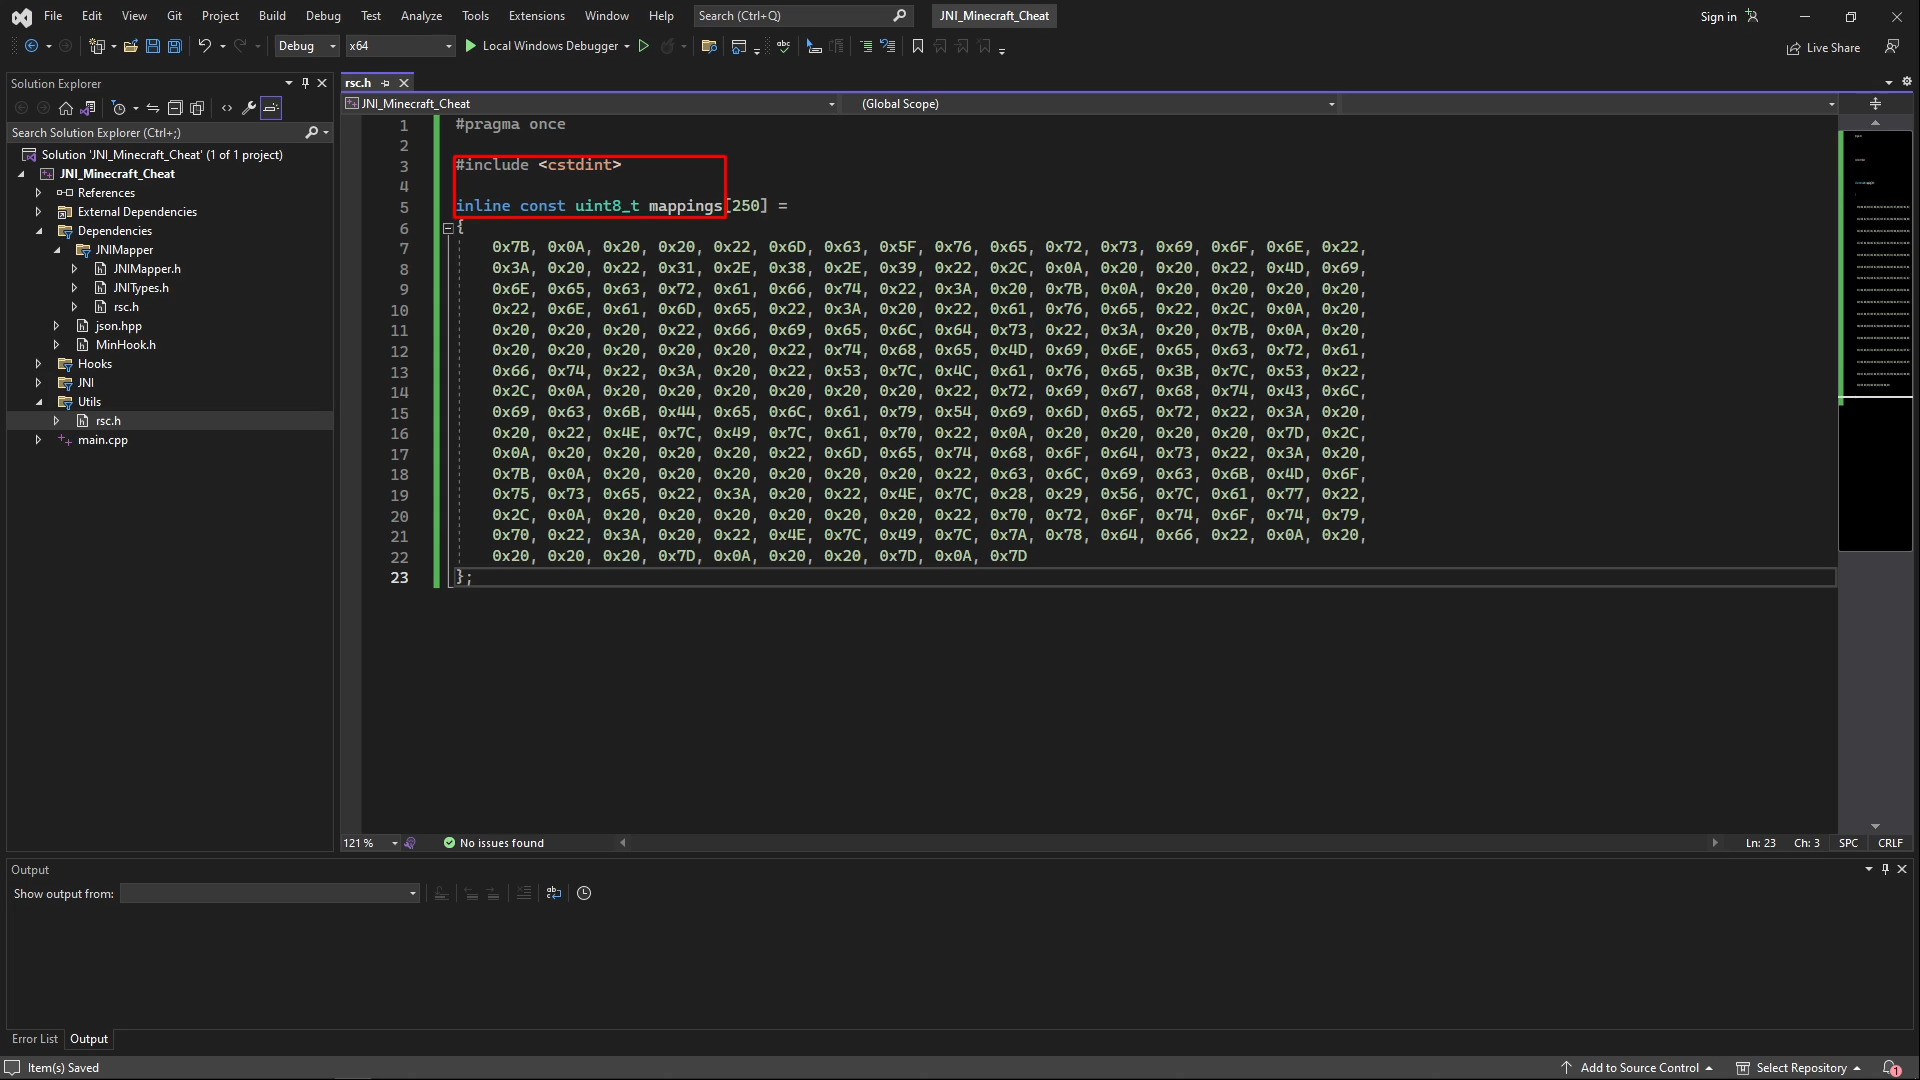 File Edit View Git Project Build Debug Test Analyze Tools Extensions Window Help Search (Ctrl+Q) JNI_Minecraft_Cheat Sign in
Debug x64 Local Windows Debugger Live Share
Solution Explorer
Search Solution Explorer (Ctrl+;)
Solution 'JNI_Minecraft_Cheat' (1 of 1 project)
JNI_Minecraft_Cheat
References
External Dependencies
Dependencies
JNIMapper
JNIMapper.h
JNITypes.h
rsc.h
json.hpp
MinHook.h
Hooks
JNI
Utils
rsc.h
main.cpp
rsc.h
JNI_Minecraft_Cheat (Global Scope)
1 #pragma once
2
3 #include <cstdint>
4
5 inline const uint8_t mappings[250] =
6 {
7 0x7B, 0x0A, 0x20, 0x20, 0x22, 0x6D, 0x63, 0x5F, 0x76, 0x65, 0x72, 0x73, 0x69, 0x6F, 0x6E, 0x22,
8 0x3A, 0x20, 0x22, 0x31, 0x2E, 0x38, 0x2E, 0x39, 0x22, 0x2C, 0x0A, 0x20, 0x20, 0x22, 0x4D, 0x69,
9 0x6E, 0x65, 0x63, 0x72, 0x61, 0x66, 0x74, 0x22, 0x3A, 0x20, 0x7B, 0x0A, 0x20, 0x20, 0x20, 0x20,
10 0x22, 0x6E, 0x61, 0x6D, 0x65, 0x22, 0x3A, 0x20, 0x22, 0x61, 0x76, 0x65, 0x22, 0x2C, 0x0A, 0x20,
11 0x20, 0x20, 0x20, 0x22, 0x66, 0x69, 0x65, 0x6C, 0x64, 0x73, 0x22, 0x3A, 0x20, 0x7B, 0x0A, 0x20,
12 0x20, 0x20, 0x20, 0x20, 0x20, 0x22, 0x74, 0x68, 0x65, 0x4D, 0x69, 0x6E, 0x65, 0x63, 0x72, 0x61,
13 0x66, 0x74, 0x22, 0x3A, 0x20, 0x22, 0x53, 0x7C, 0x4C, 0x61, 0x76, 0x65, 0x3B, 0x7C, 0x53, 0x22,
14 0x2C, 0x0A, 0x20, 0x20, 0x20, 0x20, 0x20, 0x20, 0x22, 0x72, 0x69, 0x67, 0x68, 0x74, 0x43, 0x6C,
15 0x69, 0x63, 0x6B, 0x44, 0x65, 0x6C, 0x61, 0x79, 0x54, 0x69, 0x6D, 0x65, 0x72, 0x22, 0x3A, 0x20,
16 0x20, 0x22, 0x4E, 0x7C, 0x49, 0x7C, 0x61, 0x70, 0x22, 0x0A, 0x20, 0x20, 0x20, 0x20, 0x7D, 0x2C,
17 0x0A, 0x20, 0x20, 0x20, 0x20, 0x22, 0x6D, 0x65, 0x74, 0x68, 0x6F, 0x64, 0x73, 0x22, 0x3A, 0x20,
18 0x7B, 0x0A, 0x20, 0x20, 0x20, 0x20, 0x20, 0x20, 0x22, 0x63, 0x6C, 0x69, 0x63, 0x6B, 0x4D, 0x6F,
19 0x75, 0x73, 0x65, 0x22, 0x3A, 0x20, 0x22, 0x4E, 0x7C, 0x28, 0x29, 0x56, 0x7C, 0x61, 0x77, 0x22,
20 0x2C, 0x0A, 0x20, 0x20, 0x20, 0x20, 0x20, 0x20, 0x22, 0x70, 0x72, 0x6F, 0x74, 0x6F, 0x74, 0x79,
21 0x70, 0x22, 0x3A, 0x20, 0x22, 0x4E, 0x7C, 0x49, 0x7C, 0x7A, 0x78, 0x64, 0x66, 0x22, 0x0A, 0x20,
22 0x20, 0x20, 0x20, 0x7D, 0x0A, 0x20, 0x20, 0x7D, 0x0A, 0x7D
23 };
121 % No issues found Ln: 23 Ch: 3 SPC CRLF
Output
Show output from:
Error List Output
Item(s) Saved Add to Source Control Select Repository 1